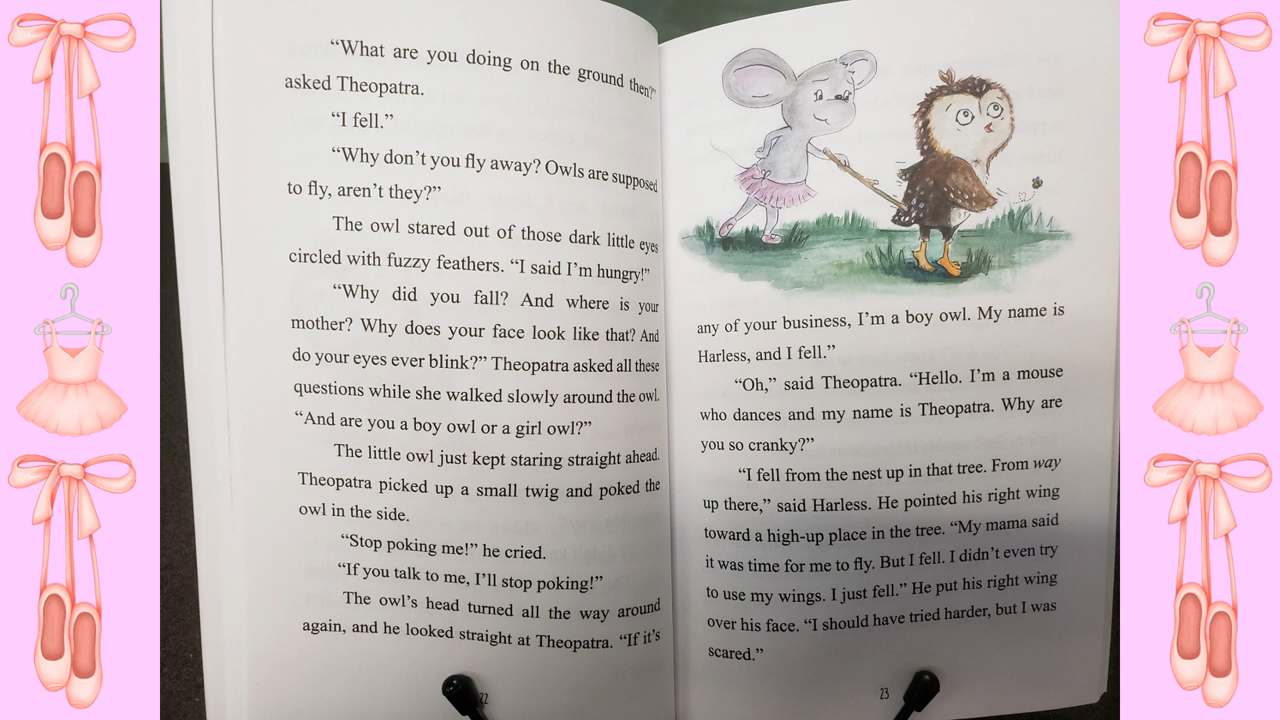 “What are you doing on the ground then?”
asked Theopatra.
“I fell.”
“Why don’t you fly away? Owls are supposed
to fly, aren’t they?”
The owl stared out of those dark little eyes
circled with fuzzy feathers. “I said I’m hungry!”
“Why did you fall? And where is your
mother? Why does your face look like that? And
do your eyes ever blink?” Theopatra asked all these
questions while she walked slowly around the owl.
“And are you a boy owl or a girl owl?”
The little owl just kept staring straight ahead.
Theopatra picked up a small twig and poked the
owl in the side.
“Stop poking me!” he cried.
“If you talk to me, I’ll stop poking!”
The owl’s head turned all the way around
again, and he looked straight at Theopatra. “If it’s
22
any of your business, I’m a boy owl. My name is
Harless, and I fell.”
“Oh,” said Theopatra. “Hello. I’m a mouse
who dances and my name is Theopatra. Why are
you so cranky?”
“I fell from the nest up in that tree. From way
up there,” said Harless. He pointed his right wing
toward a high-up place in the tree. “My mama said
it was time for me to fly. But I fell. I didn’t even try
to use my wings. I just fell.” He put his right wing
over his face. “I should have tried harder, but I was
scared.”
23